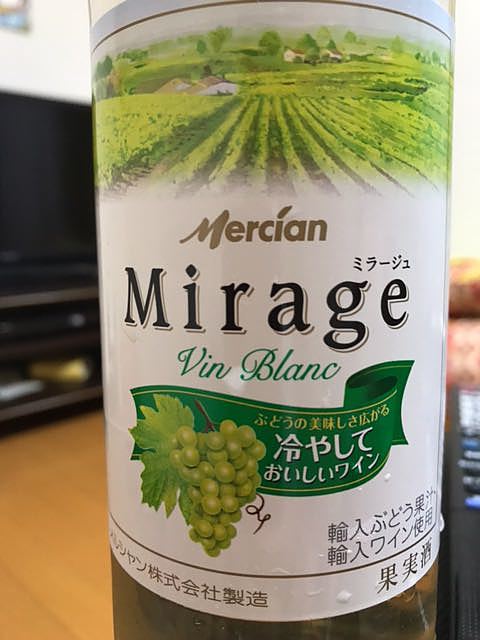 Mercian
ミラージュ
Mirage
Vin Blanc
ぶどうの美味しさ広がる
冷やして
おいしいワイン
輸入ぶどう果汁
輸入ワイン使用
果実酒
ルシャン株式会社製造